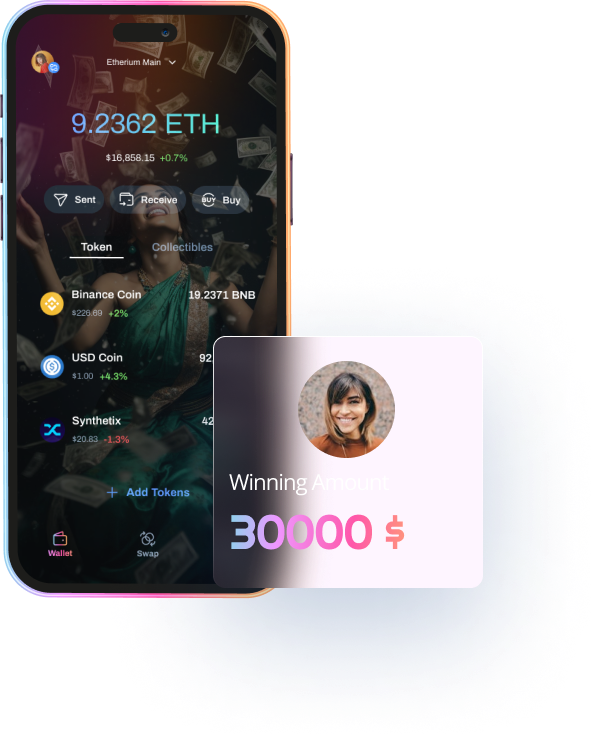 Etherium Main
9.2362 ETH
$16,858.15 +0.7%
Sent
Receive
BUY Buy
Token Collectibles
Binance Coin 19.2371 BNB
$226.69 +2%
USD Coin 92,
$1.00 +4.3%
Synthetix 42
$20.83 -1.3%
+ Add Tokens
Wallet Swap
Winning Amount
30000 $